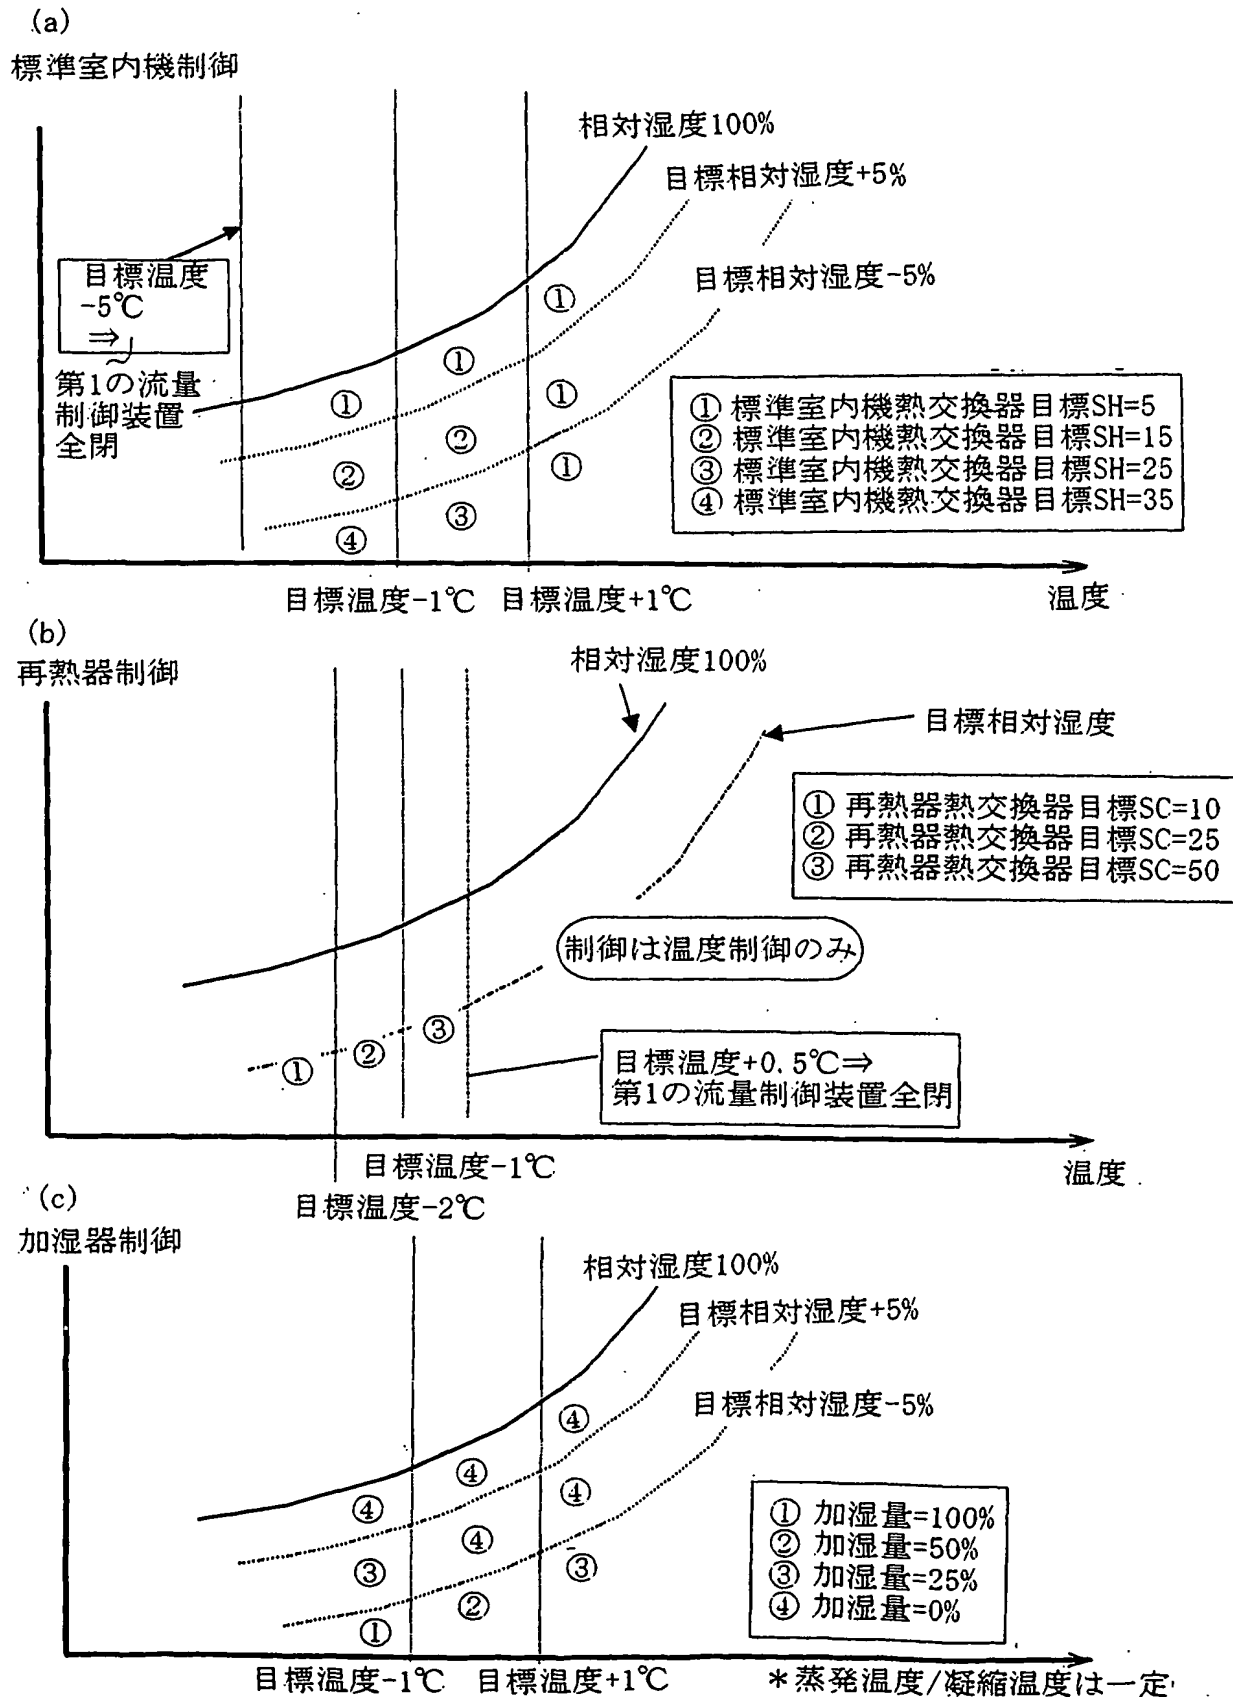 (a)
標準室内機制御
相対湿度100%
目標相対湿度+5%
目標相対湿度-5%
目標温度
-5℃
⇒
第1の流量
制御装置
全閉
①
①
①
①
②
②
①
③
④
① 標準室内機熱交換器目標SH=5
② 標準室内機熱交換器目標SH=15
③ 標準室内機熱交換器目標SH=25
④ 標準室内機熱交換器目標SH=35
目標温度-1℃ 目標温度+1℃
温度
(b)
再熱器制御
相対湿度100%
目標相対湿度
① 再熱器熱交換器目標SC=10
② 再熱器熱交換器目標SC=25
③ 再熱器熱交換器目標SC=50
制御は温度制御のみ
①
②
③
目標温度+0.5℃⇒
第1の流量制御装置全閉
目標温度-1℃
温度
目標温度-2℃
(c)
加湿器制御
相対湿度100%
目標相対湿度+5%
目標相対湿度-5%
④
④
④
④
④
③
③
②
①
① 加湿量=100%
② 加湿量=50%
③ 加湿量=25%
④ 加湿量=0%
目標温度-1℃ 目標温度+1℃
*蒸発温度/凝縮温度は一定